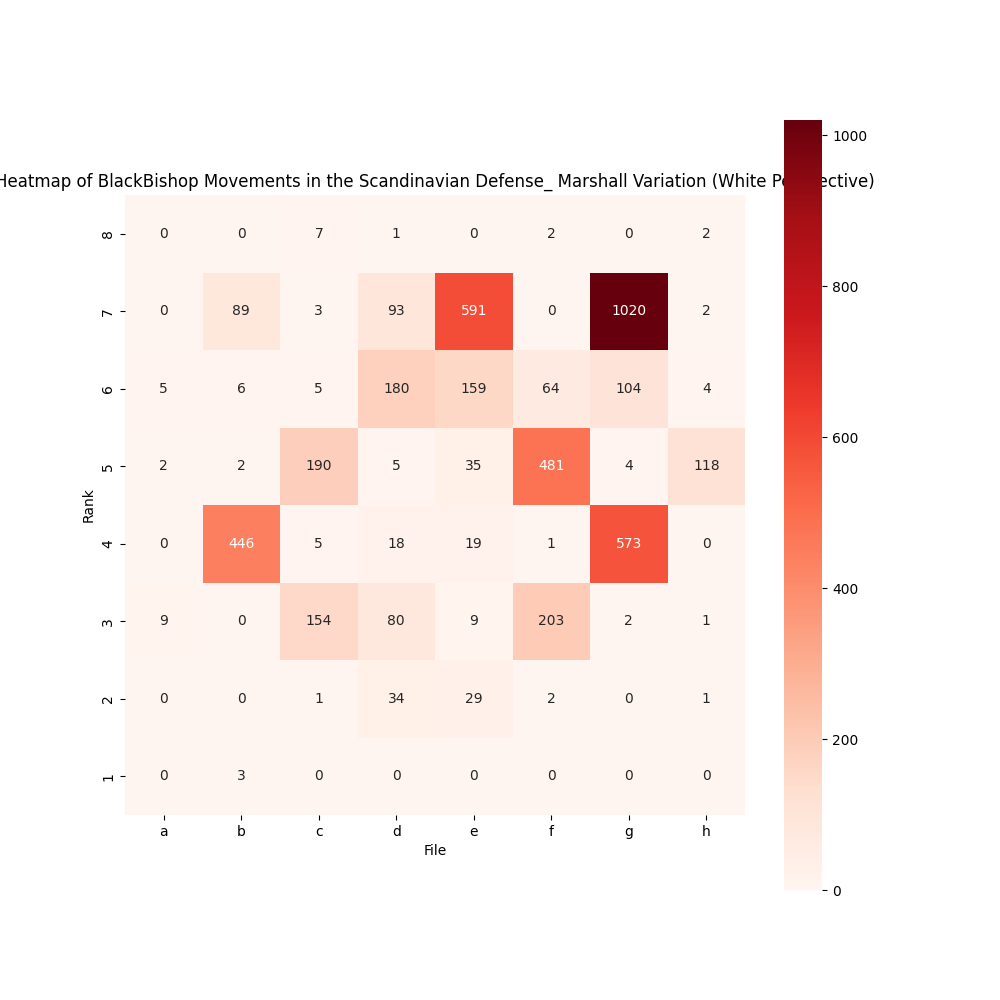 Heatmap of BlackBishop Movements in the Scandinavian Defense_ Marshall Variation (White P ective)
1000
800
600
400
200
0
8 0 0 7 1 0 2 0 2
7 0 89 3 93 591 0 1020 2
6 5 6 5 180 159 64 104 4
5 2 2 190 5 35 481 4 118
4 0 446 5 18 19 1 573 0
3 9 0 154 80 9 203 2 1
2 0 0 1 34 29 2 0 1
1 0 3 0 0 0 0 0 0
a b c d e f g h
File
Rank